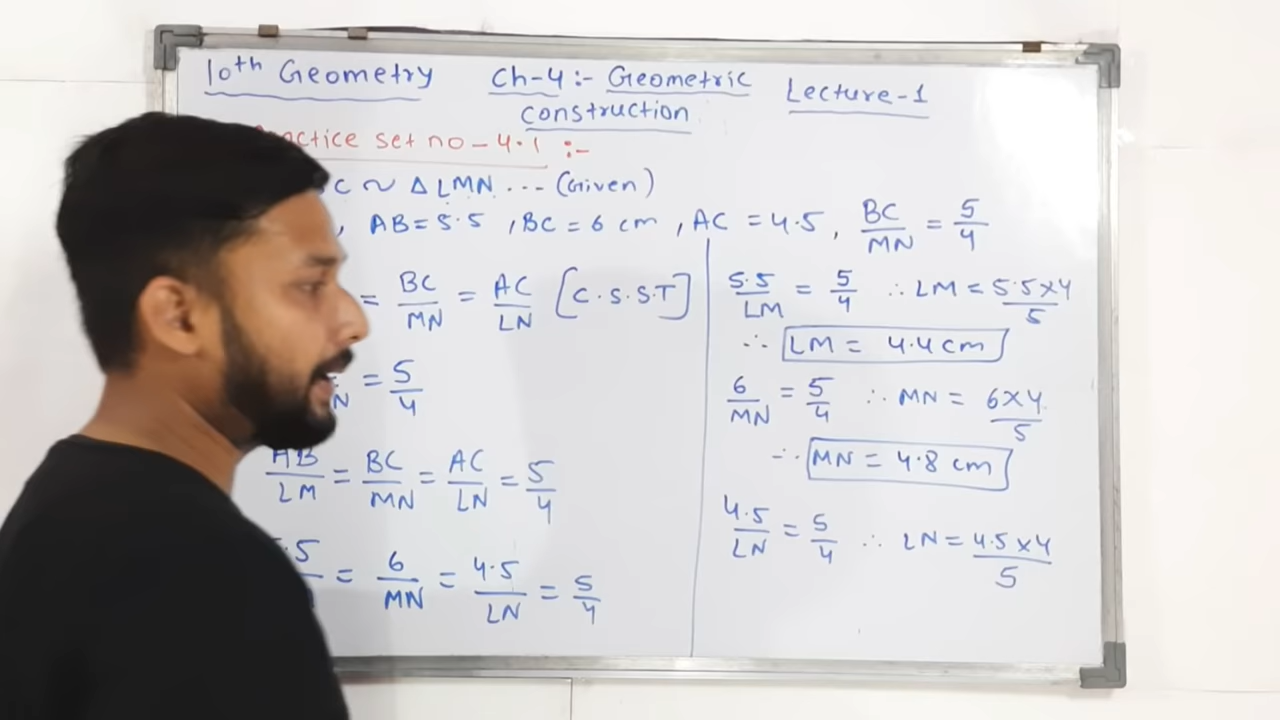 10th Geometry Ch-4:- Geometric construction Lecture-1
ctice set no-4.1 :-
BC ~ Δ LMN ... (Given)
, AB = 5.5 , BC = 6 cm , AC = 4.5 , BC/MN = 5/4
= BC/MN = AC/LN [C.S.S.T]
N = 5/4
AB/LM = BC/MN = AC/LN = 5/4
.5 = 6/MN = 4.5/LN = 5/4
5.5/LM = 5/4 ∴ LM = 5.5×4/5
∴ LM = 4.4 cm
6/MN = 5/4 ∴ MN = 6×4/5
∴ MN = 4.8 cm
4.5/LN = 5/4 ∴ LN = 4.5×4/5